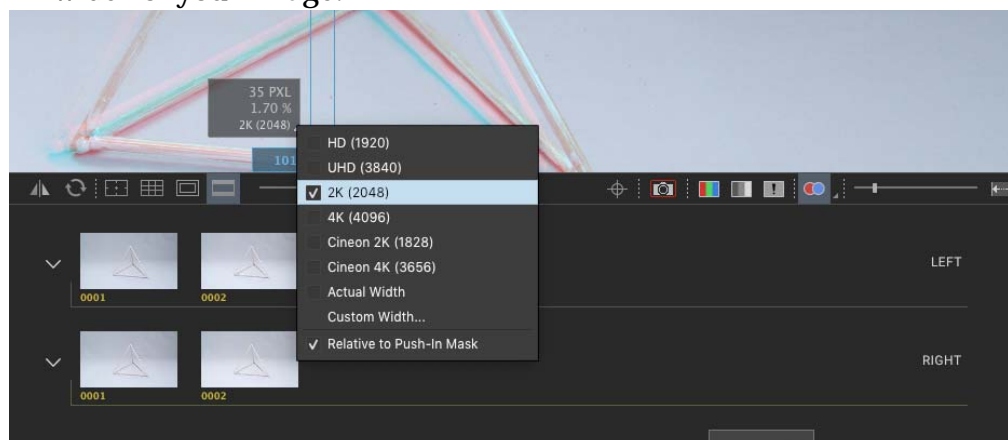 35 PXL
1.70 %
2K (2048)
101
HD (1920)
UHD (3840)
2K (2048)
4K (4096)
Cineon 2K (1828)
Cineon 4K (3656)
Actual Width
Custom Width...
Relative to Push-In Mask
LEFT
0001
0002
RIGHT
0001
0002